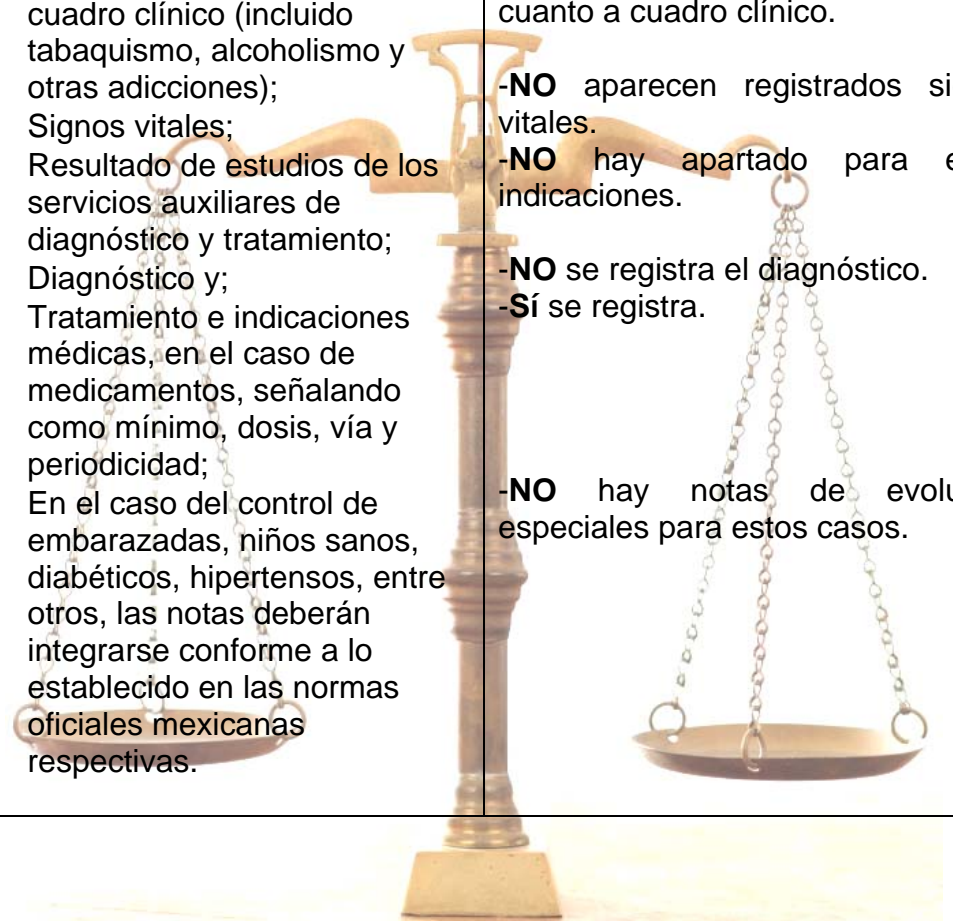 cuadro clínico (incluido
tabaquismo, alcoholismo y
otras adicciones);
Signos vitales;
Resultado de estudios de los
servicios auxiliares de
diagnóstico y tratamiento;
Diagnóstico y;
Tratamiento e indicaciones
médicas, en el caso de
medicamentos, señalando
como mínimo, dosis, vía y
periodicidad;
En el caso del control de
embarazadas, niños sanos,
diabéticos, hipertensos, entre
otros, las notas deberán
integrarse conforme a lo
establecido en las normas
oficiales mexicanas
respectivas.
cuanto a cuadro clínico.
-NO aparecen registrados
vitales.
-NO hay apartado para
indicaciones.
-NO se registra el diagnóstico.
-Sí se registra.
-NO hay notas de
especiales para estos casos.